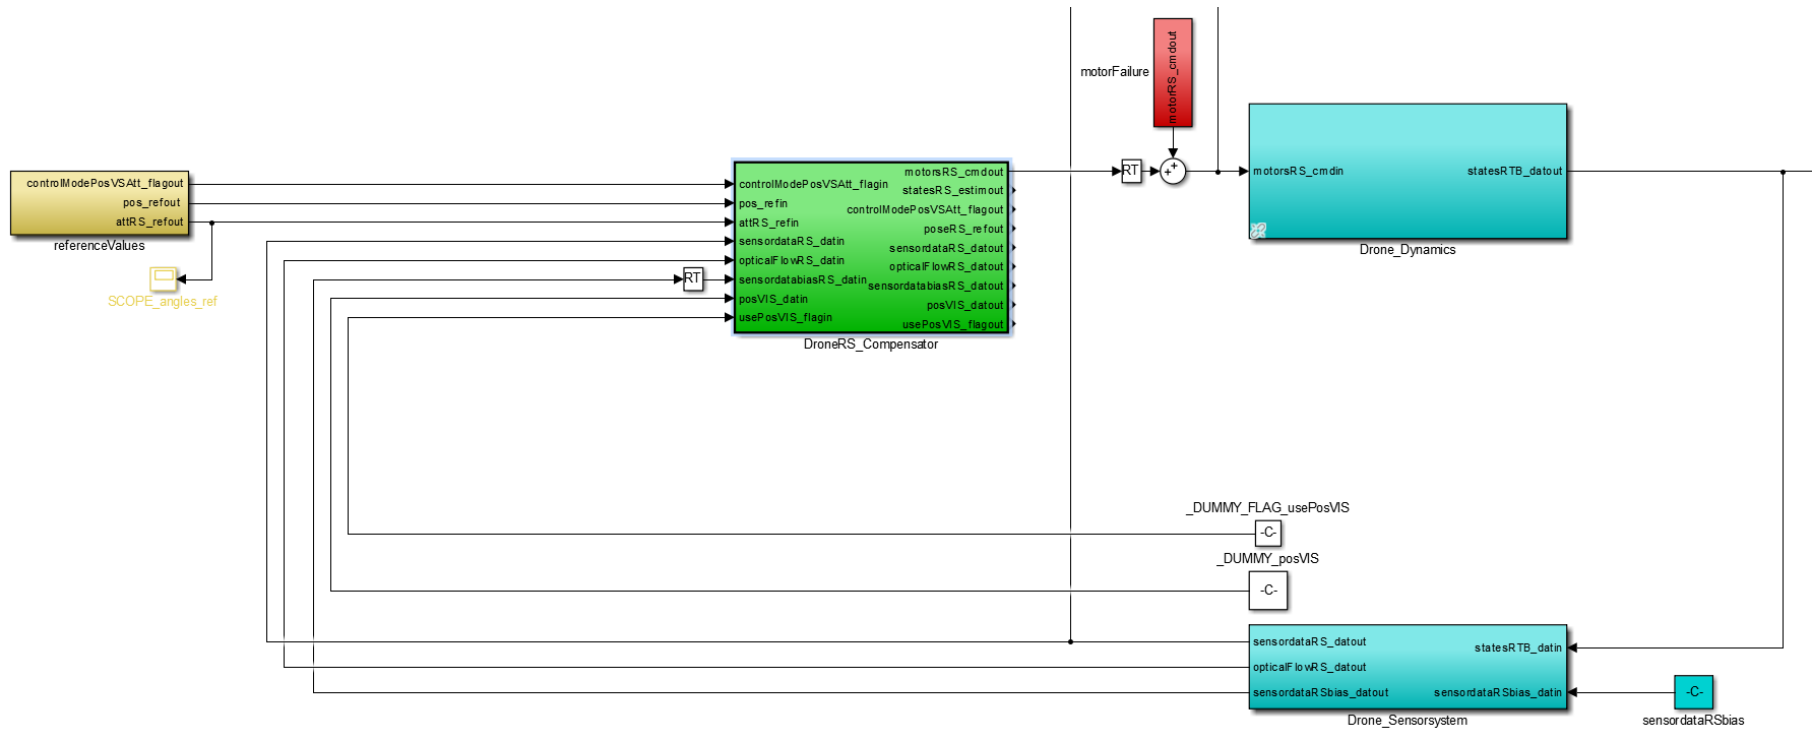 motorFailure
motorRS_cmdout
controlModePosVSAtt_flagout
pos_refout
attRS_refout
referenceValues
SCOPE_angles_ref
controlModePosVSAtt_flagin
pos_refin
attRS_refin
sensordataRS_datin
opticalFlowRS_datin
sensordatabiasRS_datin
posVIS_datin
usePosVIS_flagin
motorsRS_cmdout
statesRS_estimout
controlModePosVSAtt_flagout
poseRS_refout
sensordataRS_datout
opticalFlowRS_datout
sensordatabiasRS_datout
posVIS_datout
usePosVIS_flagout
DroneRS_Compensator
RT
RT
++
motorsRS_cmdin
statesRTB_datout
Drone_Dynamics
_DUMMY_FLAG_usePosVIS
-C-
_DUMMY_posVIS
-C-
sensordataRS_datout
opticalFlowRS_datout
sensordataRSbias_datout
statesRTB_datin
sensordataRSbias_datin
Drone_Sensorsystem
-C-
sensordataRSbias